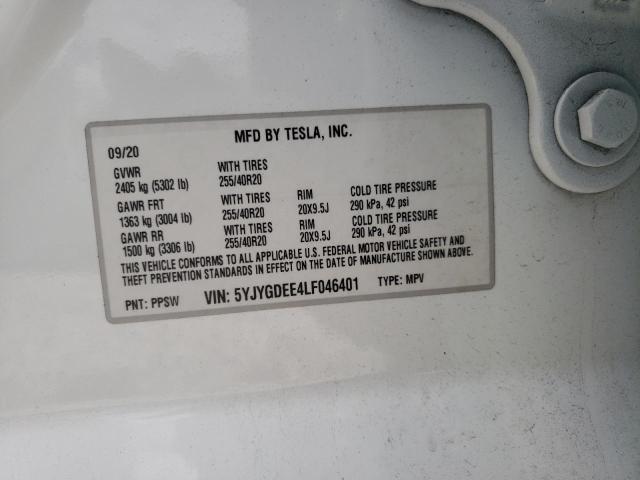 MFD BY TESLA, INC.
09/20
GVWR WITH TIRES
2405 kg (5302 lb) 255/40R20
GAWR FRT WITH TIRES RIM COLD TIRE PRESSURE
1363 kg (3004 lb) 255/40R20 20X9.5J 290 kPa, 42 psi
GAWR RR WITH TIRES RIM COLD TIRE PRESSURE
1500 kg (3306 lb) 255/40R20 20X9.5J 290 kPa, 42 psi
THIS VEHICLE CONFORMS TO ALL APPLICABLE U.S. FEDERAL MOTOR VEHICLE SAFETY AND
THEFT PREVENTION STANDARDS IN EFFECT ON THE DATE OF MANUFACTURE SHOWN ABOVE.
PNT: PPSW VIN: 5YJYGDEE4LF046401 TYPE: MPV